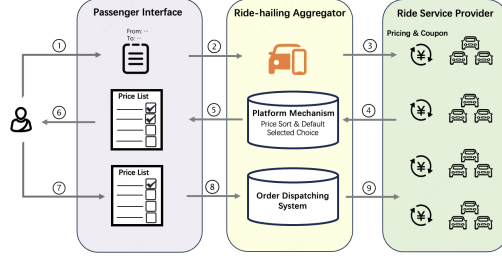 Passenger Interface
Ride-hailing Aggregator
Ride Service Provider
①
From: ··
To: ··
②
③
Pricing & Coupon
¥
⑥
Price List
⑤
Platform Mechanism
Price Sort & Default
Selected Choice
④
¥
⑦
Price List
⑧
Order Dispatching
System
⑨
¥
¥